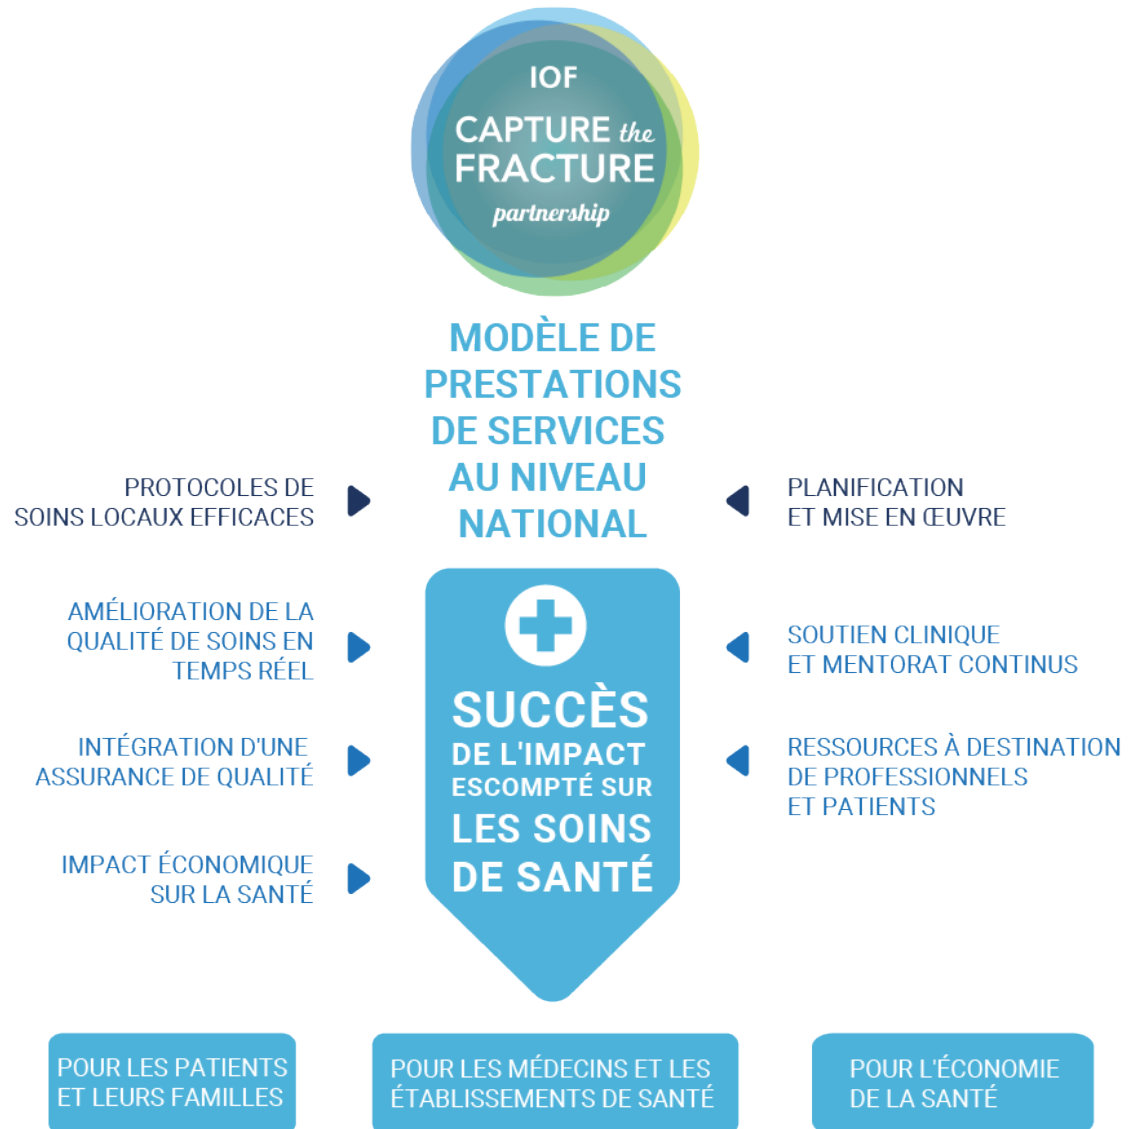 IOF
CAPTURE the
FRACTURE
partnership
MODÈLE DE
PRESTATIONS
DE SERVICES
AU NIVEAU
NATIONAL
PROTOCOLES DE
SOINS LOCAUX EFFICACES
PLANIFICATION
ET MISE EN ŒUVRE
AMÉLIORATION DE LA
QUALITÉ DE SOINS EN
TEMPS RÉEL
SOUTIEN CLINIQUE
ET MENTORAT CONTINUS
INTÉGRATION D'UNE
ASSURANCE DE QUALITÉ
RESSOURCES À DESTINATION
DE PROFESSIONNELS
ET PATIENTS
IMPACT ÉCONOMIQUE
SUR LA SANTÉ
SUCCÈS
DE L'IMPACT
ESCOMPTÉ SUR
LES SOINS
DE SANTÉ
POUR LES PATIENTS
ET LEURS FAMILLES
POUR LES MÉDECINS ET LES
ÉTABLISSEMENTS DE SANTÉ
POUR L'ÉCONOMIE
DE LA SANTÉ